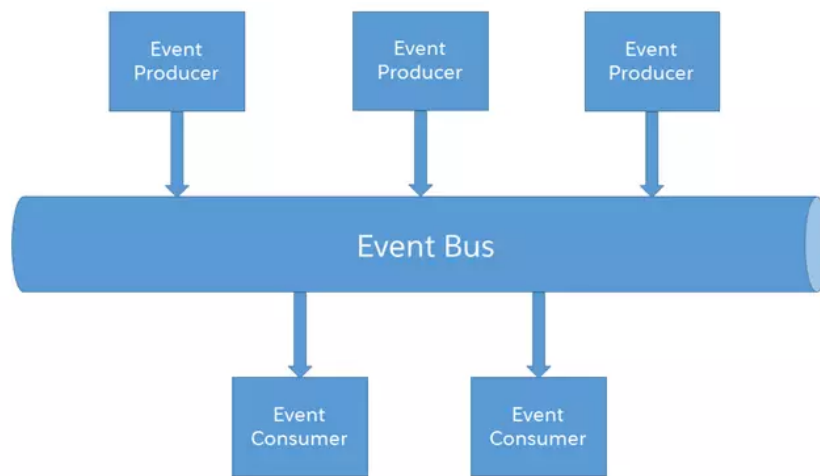 Event
Producer
Event
Producer
Event
Producer
Event Bus
Event
Consumer
Event
Consumer